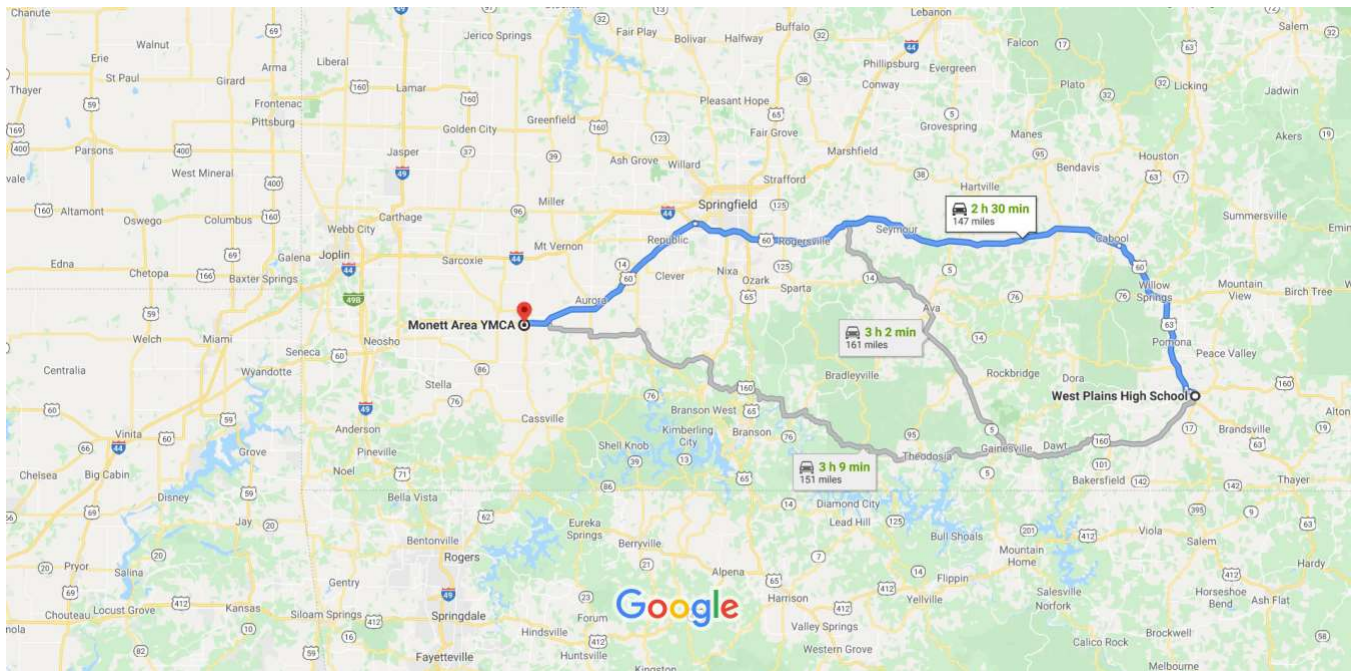 Chanute
Walnut
Erie
St Paul
Girard
Arma
Liberal
Jerico Springs
Fair Play
Bolivar
Halfway
Buffalo
Lebanon
Falcon
Plato
Licking
Salem
Jadwin
Thayer
Frontenac
Pittsburg
Lamar
Golden City
Greenfield
Pleasant Hope
Phillipsburg
Conway
Evergreen
Grovespring
Manes
Bendavis
Houston
Akers
Parsons
West Mineral
Jasper
Ash Grove
Willard
Fair Grove
Marshfield
Strafford
Hartville
Altamont
Oswego
Columbus
Webb City
Carthage
Miller
Springfield
2 h 30 min
147 miles
Summersville
Edna
Chetopa
Galena
Joplin
Baxter Springs
Sarcoxie
Mt Vernon
Republic
Rogersville
Seymour
Cabool
Clever
Nixa
Ozark
Sparta
Willow
Springs
Mountain View
Birch Tree
Aurora
Ava
Monett Area YMCA
3 h 2 min
161 miles
Pomona
Peace Valley
Welch
Miami
Seneca
Neosho
Centralia
Wyandotte
Stella
Bradleyville
Rockbridge
Dora
West Plains High School
Alton
Cassville
Branson West
Branson
Kimberling
City
Shell Knob
Brandsville
Vinita
Grove
Anderson
Pineville
Noel
Theodosia
Gainesville
Dawt
3 h 9 min
151 miles
Chelsea
Big Cabin
Bakersfield
Thayer
Disney
Bella Vista
Diamond City
Lead Hill
Jay
Eureka
Springs
Bull Shoals
Mountain
Home
Viola
Salem
Bentonville
Berryville
Rogers
Pryor
Salina
Gentry
Alpena
Flippin
Salesville
Norfork
Hardy
Google
Harrison
Yellville
Horseshoe
Bend
Ash Flat
Chouteau
Locust Grove
Kansas
Siloam Springs
Springdale
Forum
Hindsville
Valley Springs
Western Grove
Calico Rock
Brockwell
Fayetteville
Huntsville
Kingston
Melbourne